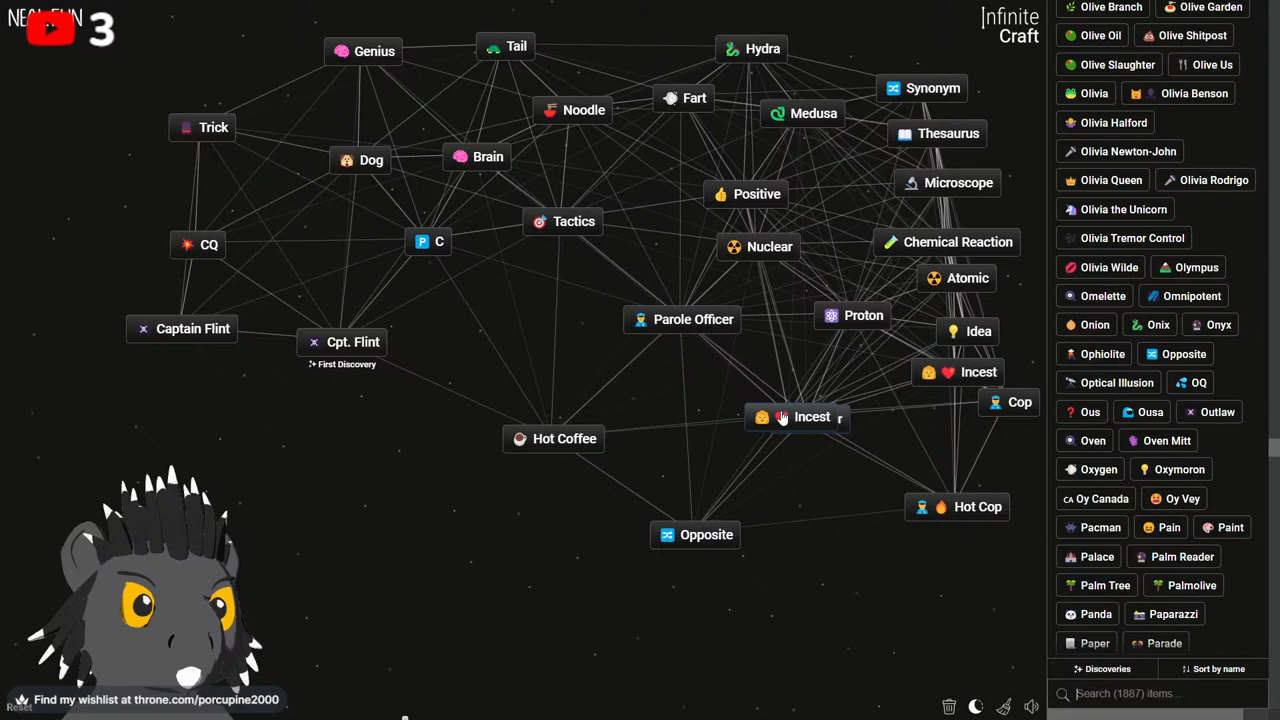 NEAL.FUN
3
Infinite
Craft
Genius
Tail
Hydra
Synonym
Noodle
Fart
Medusa
Thesaurus
Trick
Dog
Brain
Microscope
Positive
Tactics
CQ
C
Nuclear
Chemical Reaction
Atomic
Captain Flint
Cpt. Flint
First Discovery
Parole Officer
Proton
Idea
Incest
Cop
Incest
Hot Coffee
Hot Cop
Opposite
Find my wishlist at throne.com/porcupine2000
Reset
Olive Branch
Olive Garden
Olive Oil
Olive Shitpost
Olive Slaughter
Olive Us
Olivia
Olivia Benson
Olivia Halford
Olivia Newton-John
Olivia Queen
Olivia Rodrigo
Olivia the Unicorn
Olivia Tremor Control
Olivia Wilde
Olympus
Omelette
Omnipotent
Onion
Onix
Onyx
Ophiolite
Opposite
Optical Illusion
OQ
Ous
Ousa
Outlaw
Oven
Oven Mitt
Oxygen
Oxymoron
CA Oy Canada
Oy Vey
Pacman
Pain
Paint
Palace
Palm Reader
Palm Tree
Palmolive
Panda
Paparazzi
Paper
Parade
Discoveries
Sort by name
Search (1887) items...